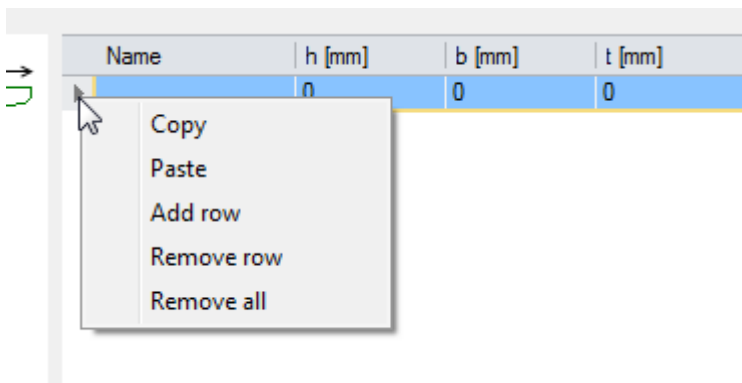 Name h [mm] b [mm] t [mm]
0 0 0
Copy
Paste
Add row
Remove row
Remove all